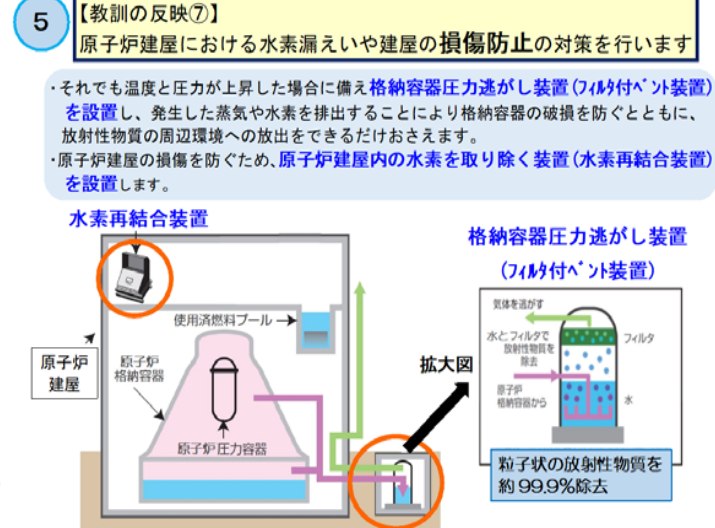 5
【教訓の反映⑦】
原子炉建屋における水素漏えいや建屋の損傷防止の対策を行います
・それでも温度と圧力が上昇した場合に備え格納容器圧力逃がし装置(ﾌｨﾙﾀ付ﾍﾞﾝﾄ装置)
を設置し、発生した蒸気や水素を排出することにより格納容器の破損を防ぐとともに、
放射性物質の周辺環境への放出をできるだけおさえます。
・原子炉建屋の損傷を防ぐため、原子炉建屋内の水素を取り除く装置(水素再結合装置)
を設置します。
水素再結合装置
格納容器圧力逃がし装置
(ﾌｨﾙﾀ付ﾍﾞﾝﾄ装置)
使用済燃料プール
原子炉
建屋
原子炉
格納容器
原子炉圧力容器
拡大図
気体を逃がす
水とフィルタで
放射性物質を
除去
フィルタ
原子炉
格納容器から
水
粒子状の放射性物質を
約99.9%除去